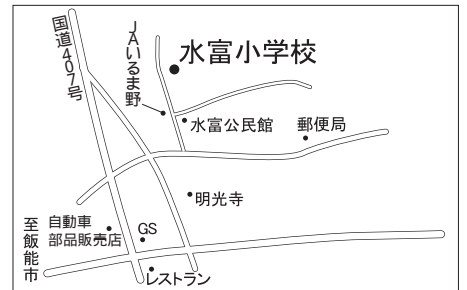 国道407号
JAいるま野
水富小学校
水富公民館
郵便局
明光寺
至飯能市
自動車
部品販売店
GS
レストラン